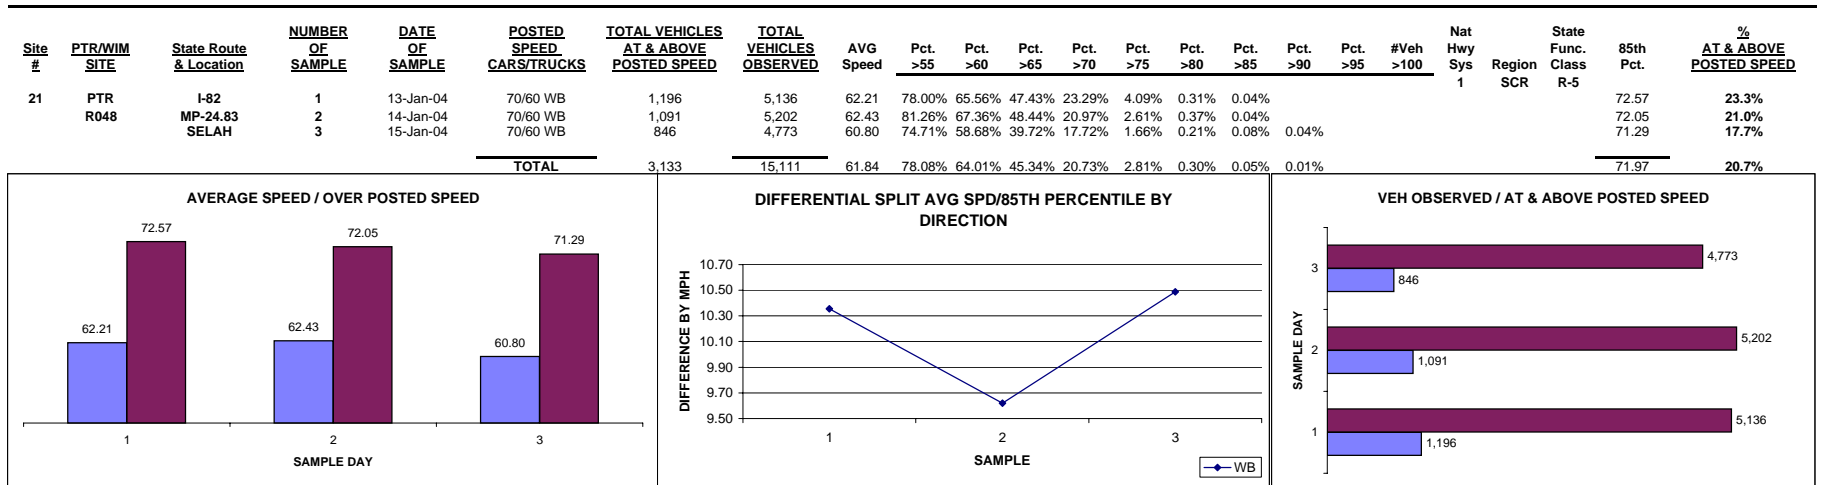 Site # PTR/WIM SITE State Route & Location NUMBER OF SAMPLE DATE OF SAMPLE POSTED SPEED CARS/TRUCKS TOTAL VEHICLES AT & ABOVE POSTED SPEED TOTAL VEHICLES OBSERVED AVG Speed Pct. >55 Pct. >60 Pct. >65 Pct. >70 Pct. >75 Pct. >80 Pct. >85 Pct. >90 Pct. >95 #Veh >100 Nat Hwy Sys Region State Func. Class 85th Pct. % AT & ABOVE POSTED SPEED
1 SCR R-5
21 PTR I-82 1 13-Jan-04 70/60 WB 1,196 5,136 62.21 78.00% 65.56% 47.43% 23.29% 4.09% 0.31% 0.04% 72.57 23.3%
R048 MP-24.83 2 14-Jan-04 70/60 WB 1,091 5,202 62.43 81.26% 67.36% 48.44% 20.97% 2.61% 0.37% 0.04% 72.05 21.0%
SELAH 3 15-Jan-04 70/60 WB 846 4,773 60.80 74.71% 58.68% 39.72% 17.72% 1.66% 0.21% 0.08% 0.04% 71.29 17.7%
TOTAL 3,133 15,111 61.84 78.08% 64.01% 45.34% 20.73% 2.81% 0.30% 0.05% 0.01% 71.97 20.7%
AVERAGE SPEED / OVER POSTED SPEED
72.57
72.05
71.29
62.21
62.43
60.80
1 2 3
SAMPLE DAY
DIFFERENTIAL SPLIT AVG SPD/85TH PERCENTILE BY
DIRECTION
DIFFERENCE BY MPH
10.70
10.50
10.30
10.10
9.90
9.70
9.50
1 2 3
SAMPLE
WB
VEH OBSERVED / AT & ABOVE POSTED SPEED
SAMPLE DAY
3
4,773
846
2
5,202
1,091
1
5,136
1,196